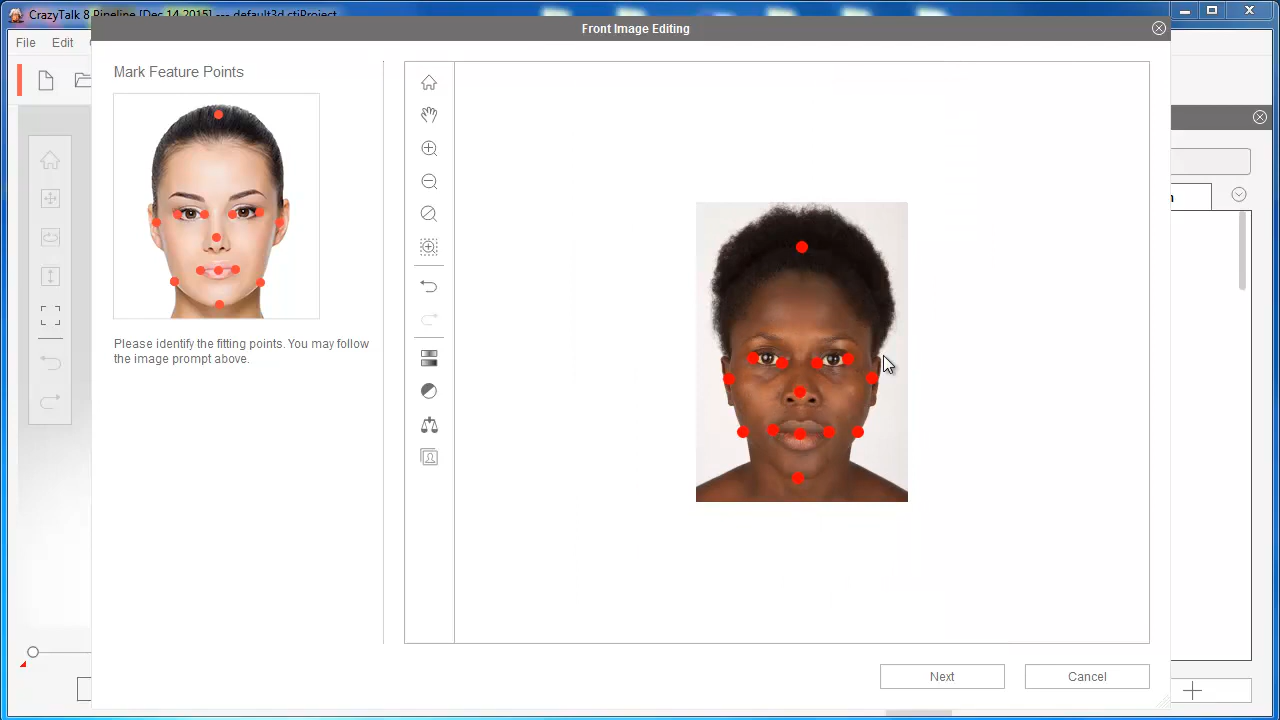 CrazyTalk 8 Pipeline [Dec 14 2015] --- default3d.ctiProject
Front Image Editing
File Edit
Mark Feature Points
Please identify the fitting points. You may follow
the image prompt above.
Next Cancel